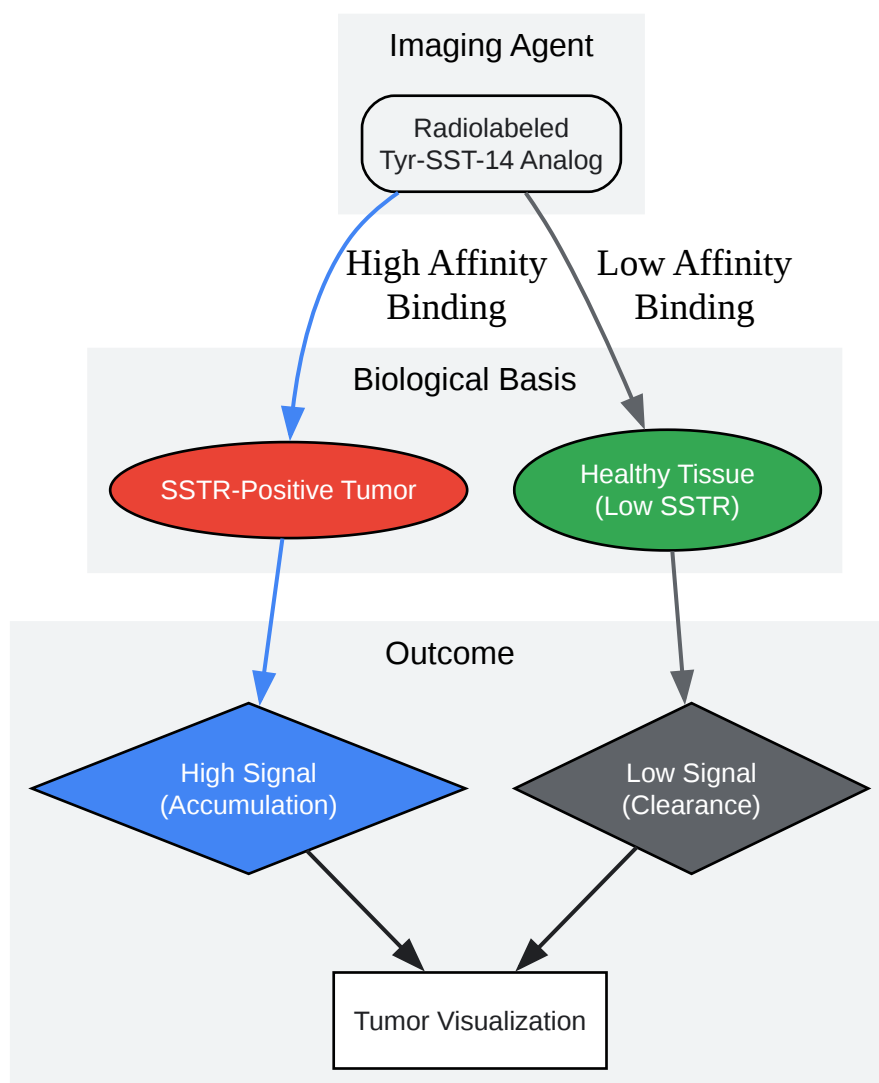 Imaging Agent
Radiolabeled
Tyr-SST-14 Analog
High Affinity
Binding
Low Affinity
Binding
Biological Basis
SSTR-Positive Tumor
Healthy Tissue
(Low SSTR)
Outcome
High Signal
(Accumulation)
Low Signal
(Clearance)
Tumor Visualization